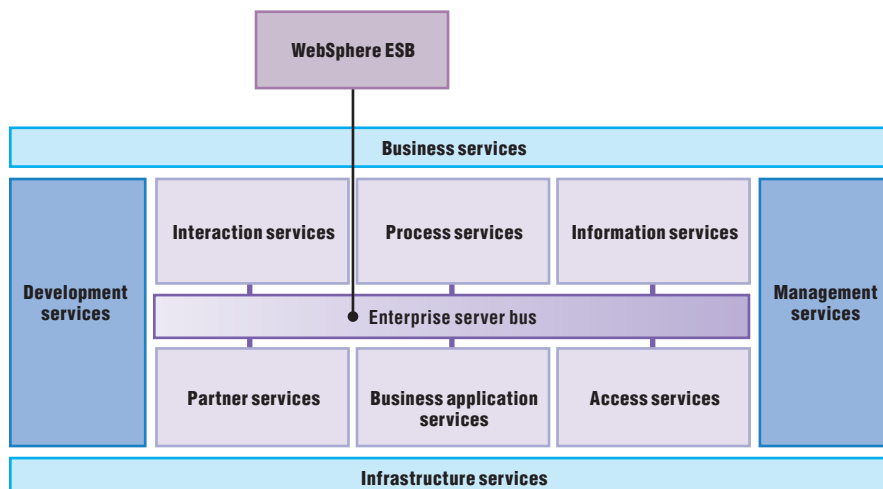 WebSphere ESB
Business services
Interaction services
Process services
Information services
Development
services
Enterprise server bus
Management
services
Partner services
Business application
services
Access services
Infrastructure services